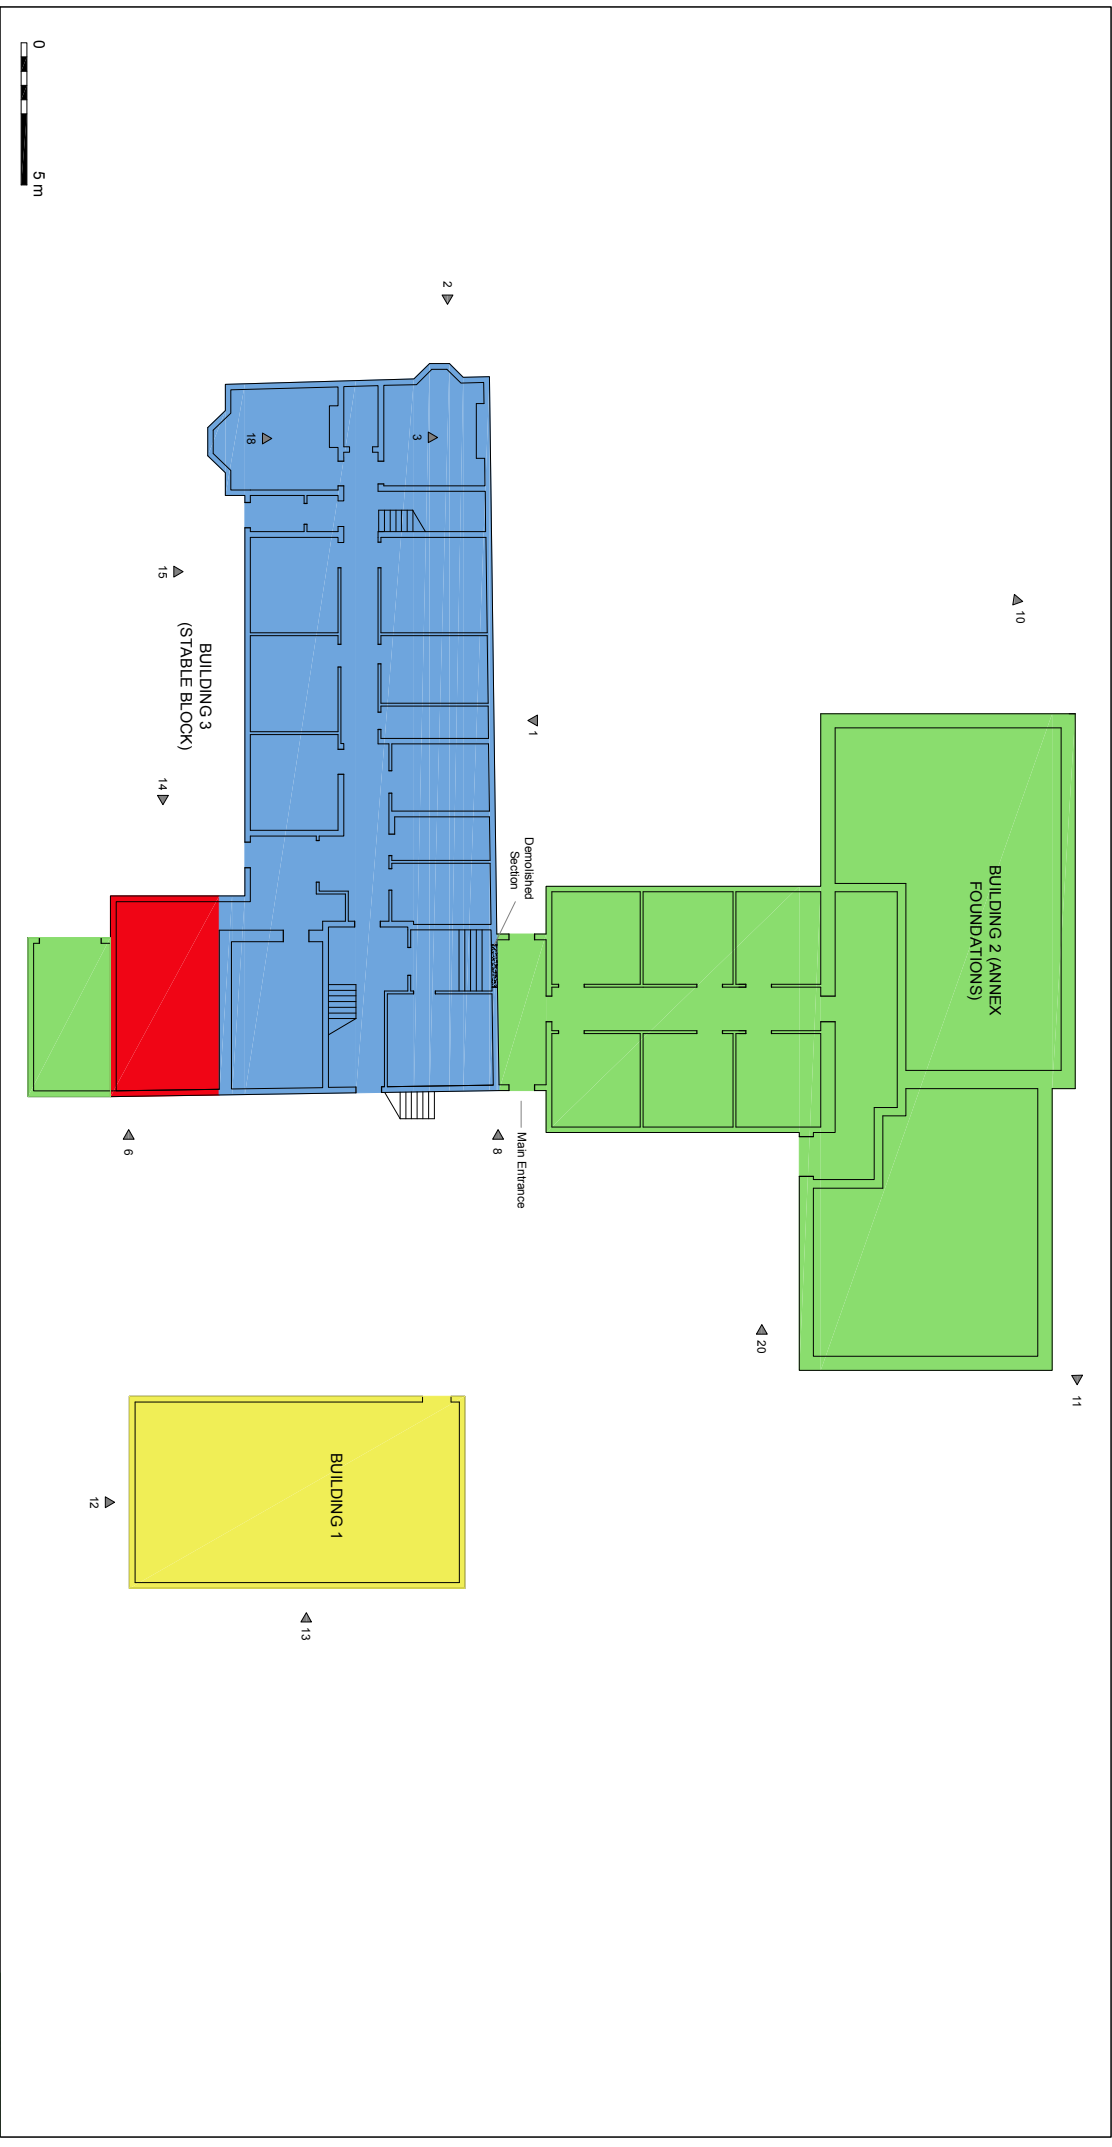 10
11
BUILDING 2 (ANNEX
FOUNDATIONS)
20
1
Demolished
Section
Main Entrance
8
2
3
18
15
BUILDING 3
(STABLE BLOCK)
14
6
BUILDING 1
12
13
0
5 m